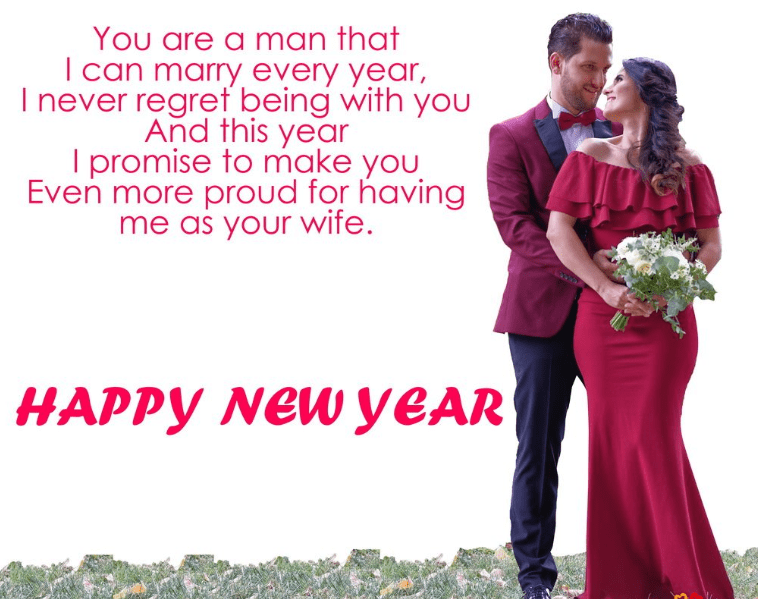 You are a man that
I can marry every year,
I never regret being with you
And this year
I promise to make you
Even more proud for having
me as your wife.
HAPPY NEW YEAR